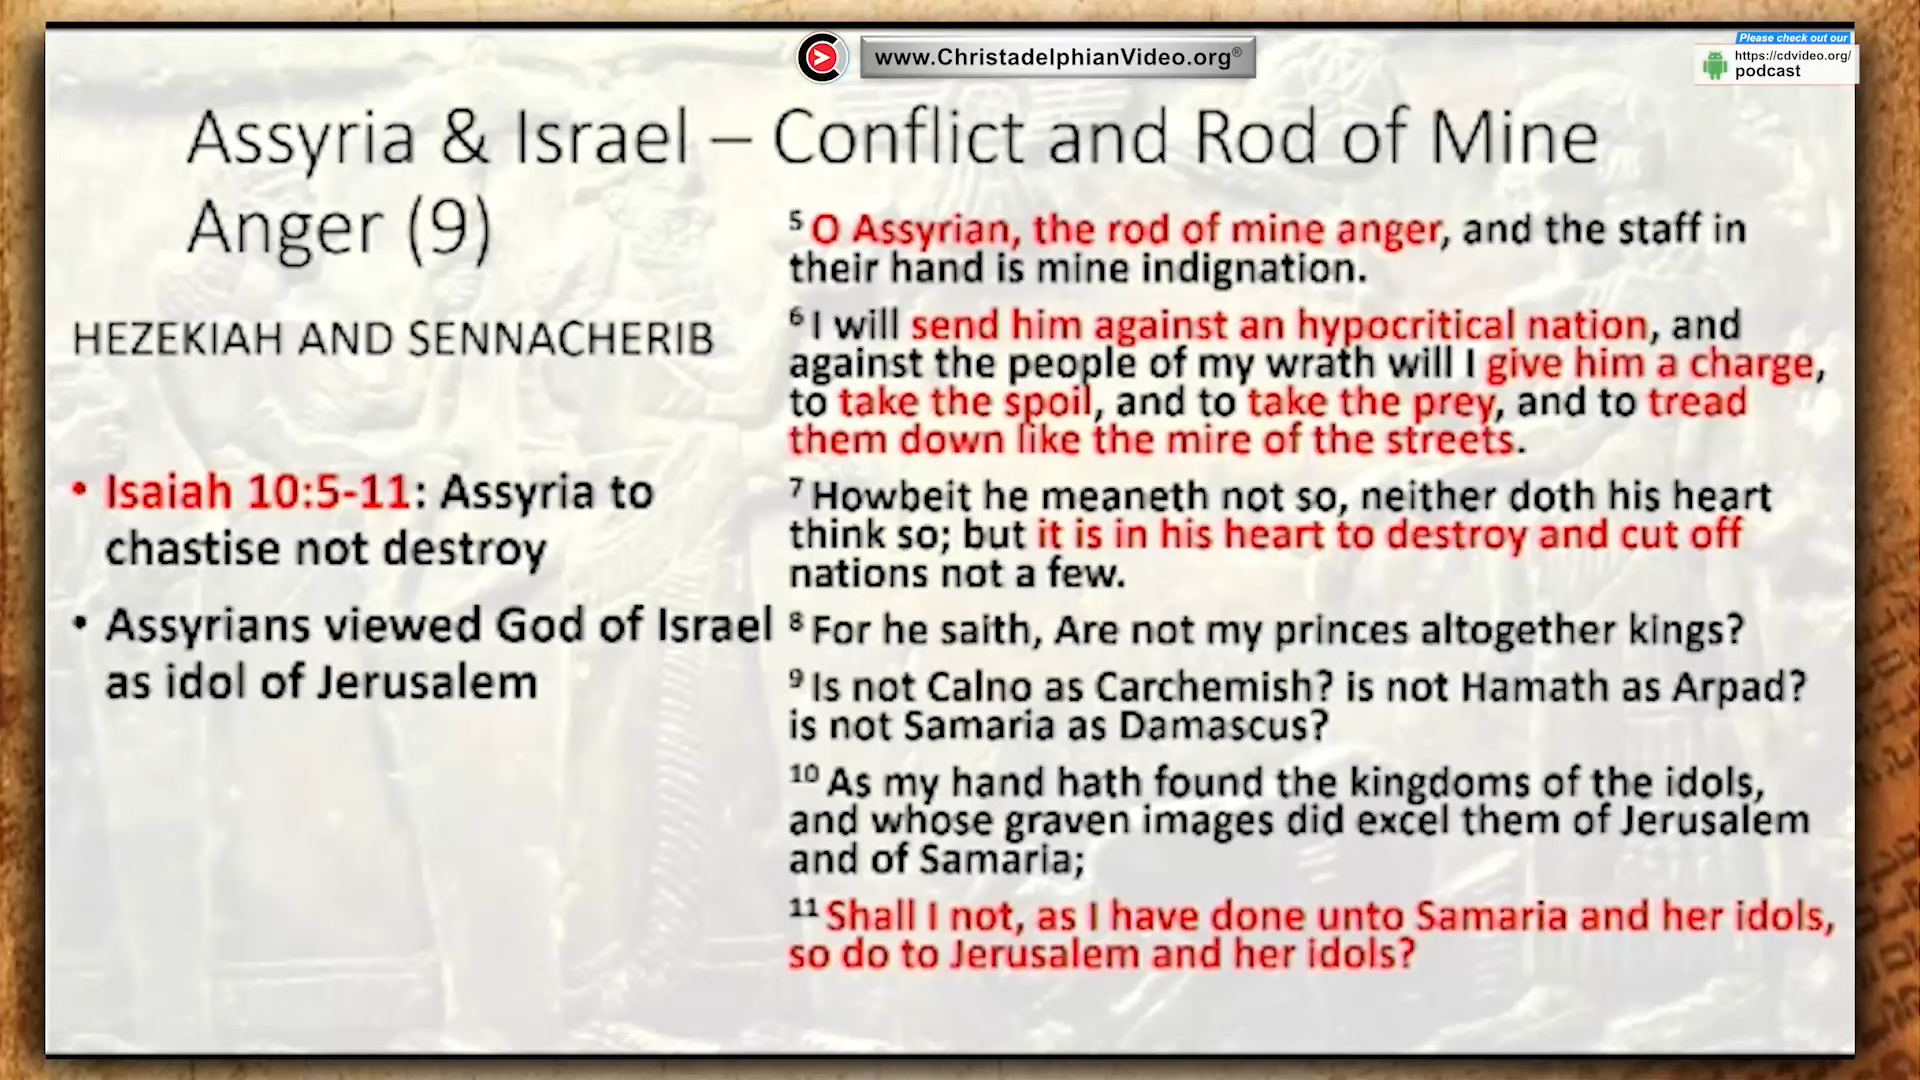 www.ChristadelphianVideo.org®
Please check out our
https://cdvideo.org/
podcast
Assyria & Israel – Conflict and Rod of Mine
Anger (9)
HEZEKIAH AND SENNACHERIB
• Isaiah 10:5-11: Assyria to
chastise not destroy
• Assyrians viewed God of Israel
as idol of Jerusalem
5 O Assyrian, the rod of mine anger, and the staff in
their hand is mine indignation.
6 I will send him against an hypocritical nation, and
against the people of my wrath will I give him a charge,
to take the spoil, and to take the prey, and to tread
them down like the mire of the streets.
7 Howbeit he meaneth not so, neither doth his heart
think so; but it is in his heart to destroy and cut off
nations not a few.
8 For he saith, Are not my princes altogether kings?
9 Is not Calno as Carchemish? is not Hamath as Arpad?
is not Samaria as Damascus?
10 As my hand hath found the kingdoms of the idols,
and whose graven images did excel them of Jerusalem
and of Samaria;
11 Shall I not, as I have done unto Samaria and her idols,
so do to Jerusalem and her idols?